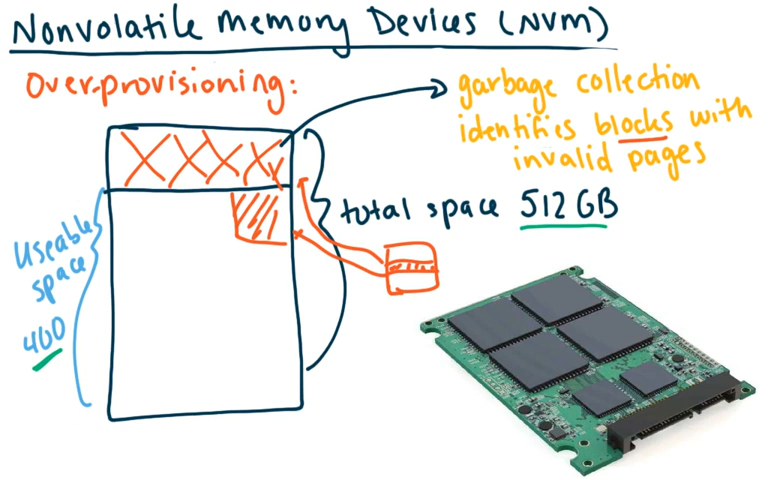 Nonvolatile Memory Devices (NVM)
Over-provisioning:
garbage collection
identifies blocks with
invalid pages
total space 512 GB
Useable
space
400